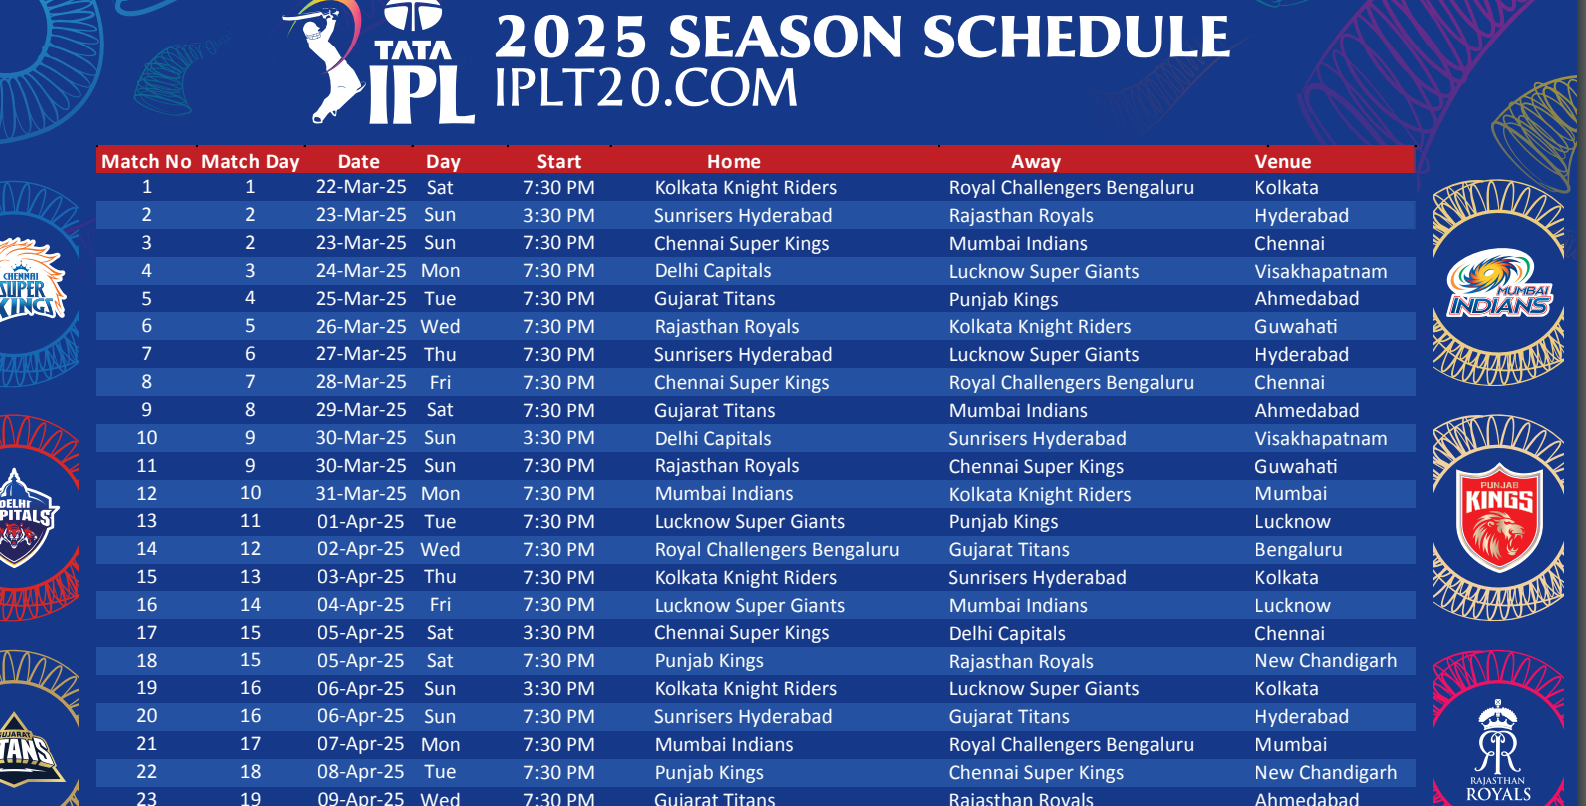 TATA
IPL
2025 SEASON SCHEDULE
IPLT20.COM
Match No Match Day Date Day Start Home Away Venue
1 1 22-Mar-25 Sat 7:30 PM Kolkata Knight Riders Royal Challengers Bengaluru Kolkata
2 2 23-Mar-25 Sun 3:30 PM Sunrisers Hyderabad Rajasthan Royals Hyderabad
3 2 23-Mar-25 Sun 7:30 PM Chennai Super Kings Mumbai Indians Chennai
4 3 24-Mar-25 Mon 7:30 PM Delhi Capitals Lucknow Super Giants Visakhapatnam
5 4 25-Mar-25 Tue 7:30 PM Gujarat Titans Punjab Kings Ahmedabad
6 5 26-Mar-25 Wed 7:30 PM Rajasthan Royals Kolkata Knight Riders Guwahati
7 6 27-Mar-25 Thu 7:30 PM Sunrisers Hyderabad Lucknow Super Giants Hyderabad
8 7 28-Mar-25 Fri 7:30 PM Chennai Super Kings Royal Challengers Bengaluru Chennai
9 8 29-Mar-25 Sat 7:30 PM Gujarat Titans Mumbai Indians Ahmedabad
10 9 30-Mar-25 Sun 3:30 PM Delhi Capitals Sunrisers Hyderabad Visakhapatnam
11 9 30-Mar-25 Sun 7:30 PM Rajasthan Royals Chennai Super Kings Guwahati
12 10 31-Mar-25 Mon 7:30 PM Mumbai Indians Kolkata Knight Riders Mumbai
13 11 01-Apr-25 Tue 7:30 PM Lucknow Super Giants Punjab Kings Lucknow
14 12 02-Apr-25 Wed 7:30 PM Royal Challengers Bengaluru Gujarat Titans Bengaluru
15 13 03-Apr-25 Thu 7:30 PM Kolkata Knight Riders Sunrisers Hyderabad Kolkata
16 14 04-Apr-25 Fri 7:30 PM Lucknow Super Giants Mumbai Indians Lucknow
17 15 05-Apr-25 Sat 3:30 PM Chennai Super Kings Delhi Capitals Chennai
18 15 05-Apr-25 Sat 7:30 PM Punjab Kings Rajasthan Royals New Chandigarh
19 16 06-Apr-25 Sun 3:30 PM Kolkata Knight Riders Lucknow Super Giants Kolkata
20 16 06-Apr-25 Sun 7:30 PM Sunrisers Hyderabad Gujarat Titans Hyderabad
21 17 07-Apr-25 Mon 7:30 PM Mumbai Indians Royal Challengers Bengaluru Mumbai
22 18 08-Apr-25 Tue 7:30 PM Punjab Kings Chennai Super Kings New Chandigarh
23 19 09-Apr-25 Wed 7:30 PM Gujarat Titans Rajasthan Royals Ahmedabad
CHENNAI
SUPER
KINGS
DELHI
PITALS
GUJARAT
TANS
MUMBAI
INDIANS
PUNJAB
KINGS
RAJASTHAN
ROYALS